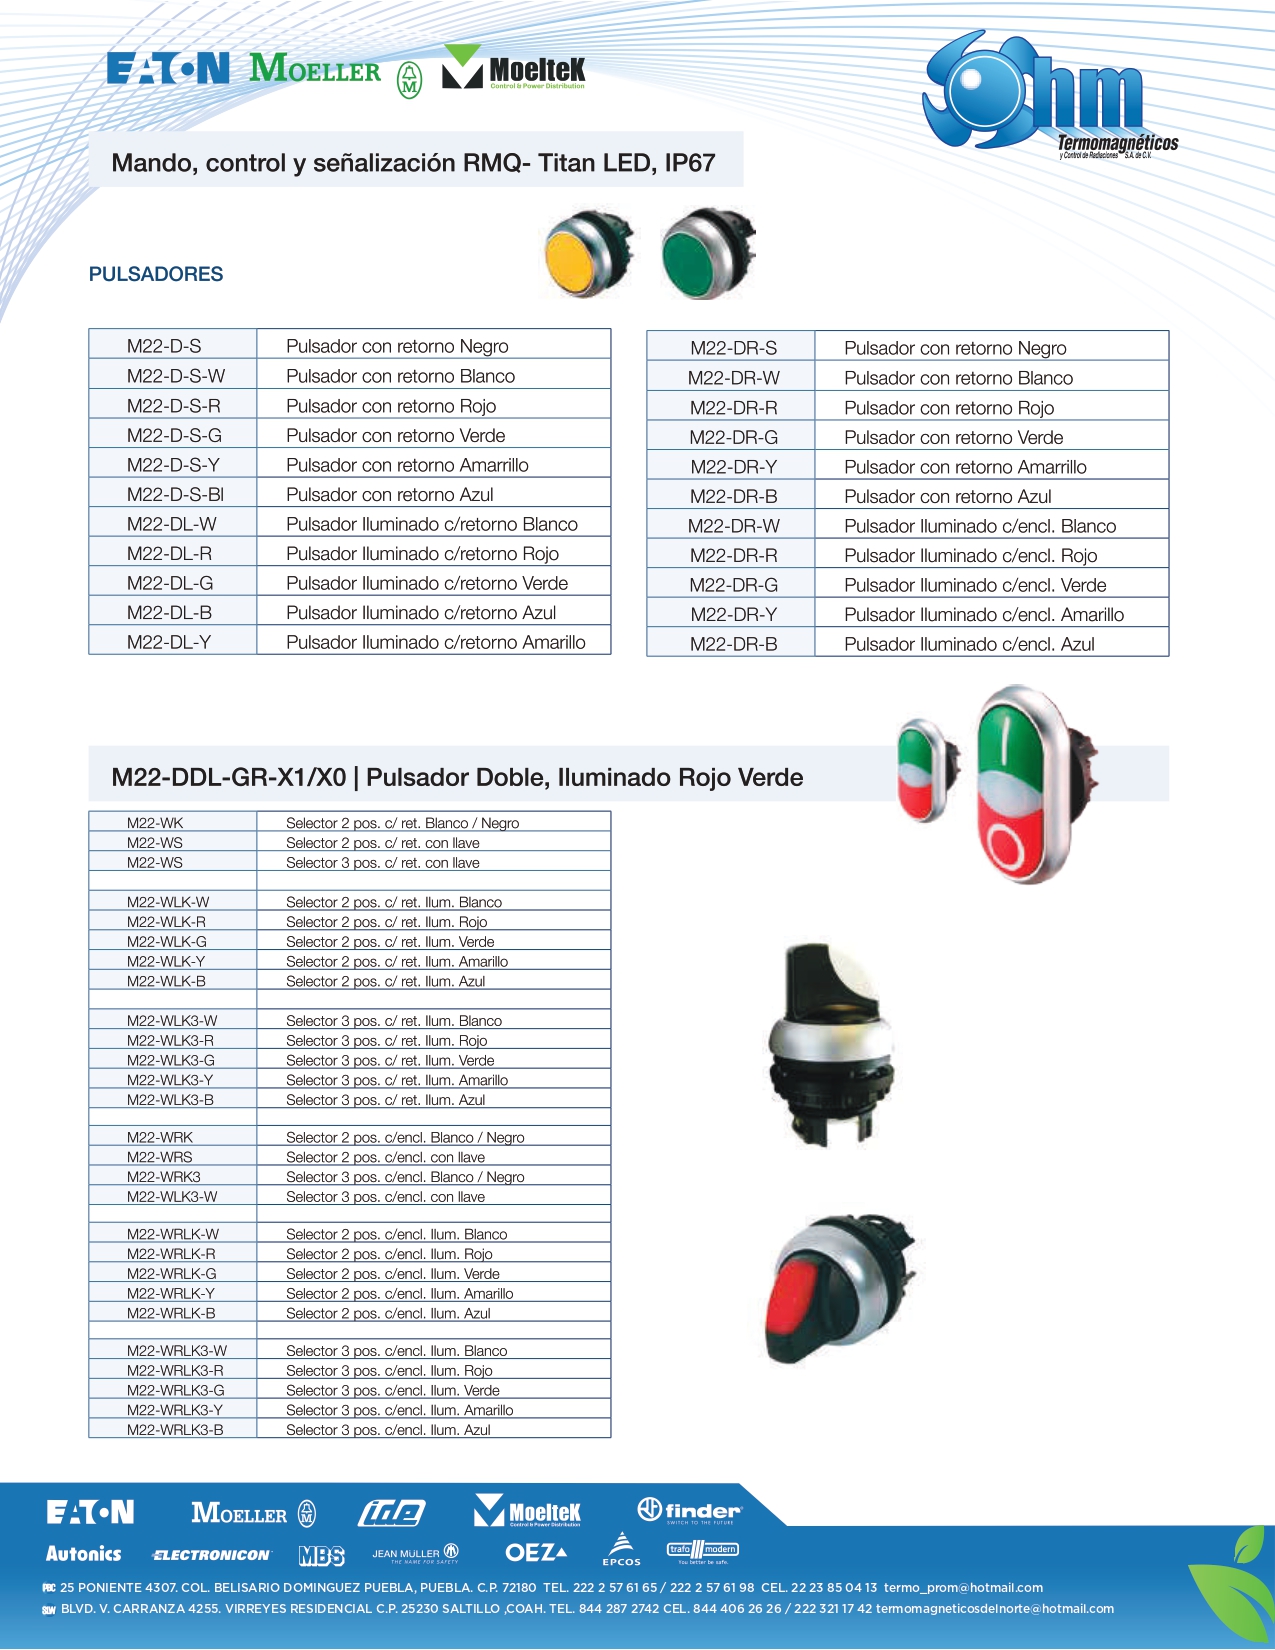 EATON MOELLER MoelteK
Control & Power Distribution
Ohm
Termomagnéticos
y Control de Radiaciones S.A. de C.V.
Mando, control y señalización RMQ- Titan LED, IP67
PULSADORES
M22-D-S Pulsador con retorno Negro
M22-D-S-W Pulsador con retorno Blanco
M22-D-S-R Pulsador con retorno Rojo
M22-D-S-G Pulsador con retorno Verde
M22-D-S-Y Pulsador con retorno Amarrillo
M22-D-S-Bl Pulsador con retorno Azul
M22-DL-W Pulsador Iluminado c/retorno Blanco
M22-DL-R Pulsador Iluminado c/retorno Rojo
M22-DL-G Pulsador Iluminado c/retorno Verde
M22-DL-B Pulsador Iluminado c/retorno Azul
M22-DL-Y Pulsador Iluminado c/retorno Amarillo
M22-DR-S Pulsador con retorno Negro
M22-DR-W Pulsador con retorno Blanco
M22-DR-R Pulsador con retorno Rojo
M22-DR-G Pulsador con retorno Verde
M22-DR-Y Pulsador con retorno Amarrillo
M22-DR-B Pulsador con retorno Azul
M22-DR-W Pulsador Iluminado c/encl. Blanco
M22-DR-R Pulsador Iluminado c/encl. Rojo
M22-DR-G Pulsador Iluminado c/encl. Verde
M22-DR-Y Pulsador Iluminado c/encl. Amarillo
M22-DR-B Pulsador Iluminado c/encl. Azul
M22-DDL-GR-X1/X0 | Pulsador Doble, Iluminado Rojo Verde
M22-WK Selector 2 pos. c/ ret. Blanco / Negro
M22-WS Selector 2 pos. c/ ret. con llave
M22-WS Selector 3 pos. c/ ret. con llave
M22-WLK-W Selector 2 pos. c/ ret. Ilum. Blanco
M22-WLK-R Selector 2 pos. c/ ret. Ilum. Rojo
M22-WLK-G Selector 2 pos. c/ ret. Ilum. Verde
M22-WLK-Y Selector 2 pos. c/ ret. Ilum. Amarillo
M22-WLK-B Selector 2 pos. c/ ret. Ilum. Azul
M22-WLK3-W Selector 3 pos. c/ ret. Ilum. Blanco
M22-WLK3-R Selector 3 pos. c/ ret. Ilum. Rojo
M22-WLK3-G Selector 3 pos. c/ ret. Ilum. Verde
M22-WLK3-Y Selector 3 pos. c/ ret. Ilum. Amarillo
M22-WLK3-B Selector 3 pos. c/ ret. Ilum. Azul
M22-WRK Selector 2 pos. c/encl. Blanco / Negro
M22-WRS Selector 2 pos. c/encl. con llave
M22-WRK3 Selector 3 pos. c/encl. Blanco / Negro
M22-WLK3-W Selector 3 pos. c/encl. con llave
M22-WRLK-W Selector 2 pos. c/encl. Ilum. Blanco
M22-WRLK-R Selector 2 pos. c/encl. Ilum. Rojo
M22-WRLK-G Selector 2 pos. c/encl. Ilum. Verde
M22-WRLK-Y Selector 2 pos. c/encl. Ilum. Amarillo
M22-WRLK-B Selector 2 pos. c/encl. Ilum. Azul
M22-WRLK3-W Selector 3 pos. c/encl. Ilum. Blanco
M22-WRLK3-R Selector 3 pos. c/encl. Ilum. Rojo
M22-WRLK3-G Selector 3 pos. c/encl. Ilum. Verde
M22-WRLK3-Y Selector 3 pos. c/encl. Ilum. Amarillo
M22-WRLK3-B Selector 3 pos. c/encl. Ilum. Azul
EATON MOELLER ide MoelteK finder
Control & Power Distribution SWITCH TO THE FUTURE
Autonics ELECTRONICON MBS JEAN MÜLLER OEZ EPCOS trafo modern
THE NAME FOR SAFETY You better be safe.
25 PONIENTE 4307. COL. BELISARIO DOMINGUEZ PUEBLA, PUEBLA. C.P. 72180 TEL. 222 2 57 61 65 / 222 2 57 61 98 CEL. 22 23 85 04 13 termo_prom@hotmail.com
BLVD. V. CARRANZA 4255. VIRREYES RESIDENCIAL C.P. 25230 SALTILLO ,COAH. TEL. 844 287 2742 CEL. 844 406 26 26 / 222 321 17 42 termomagneticosdelnorte@hotmail.com